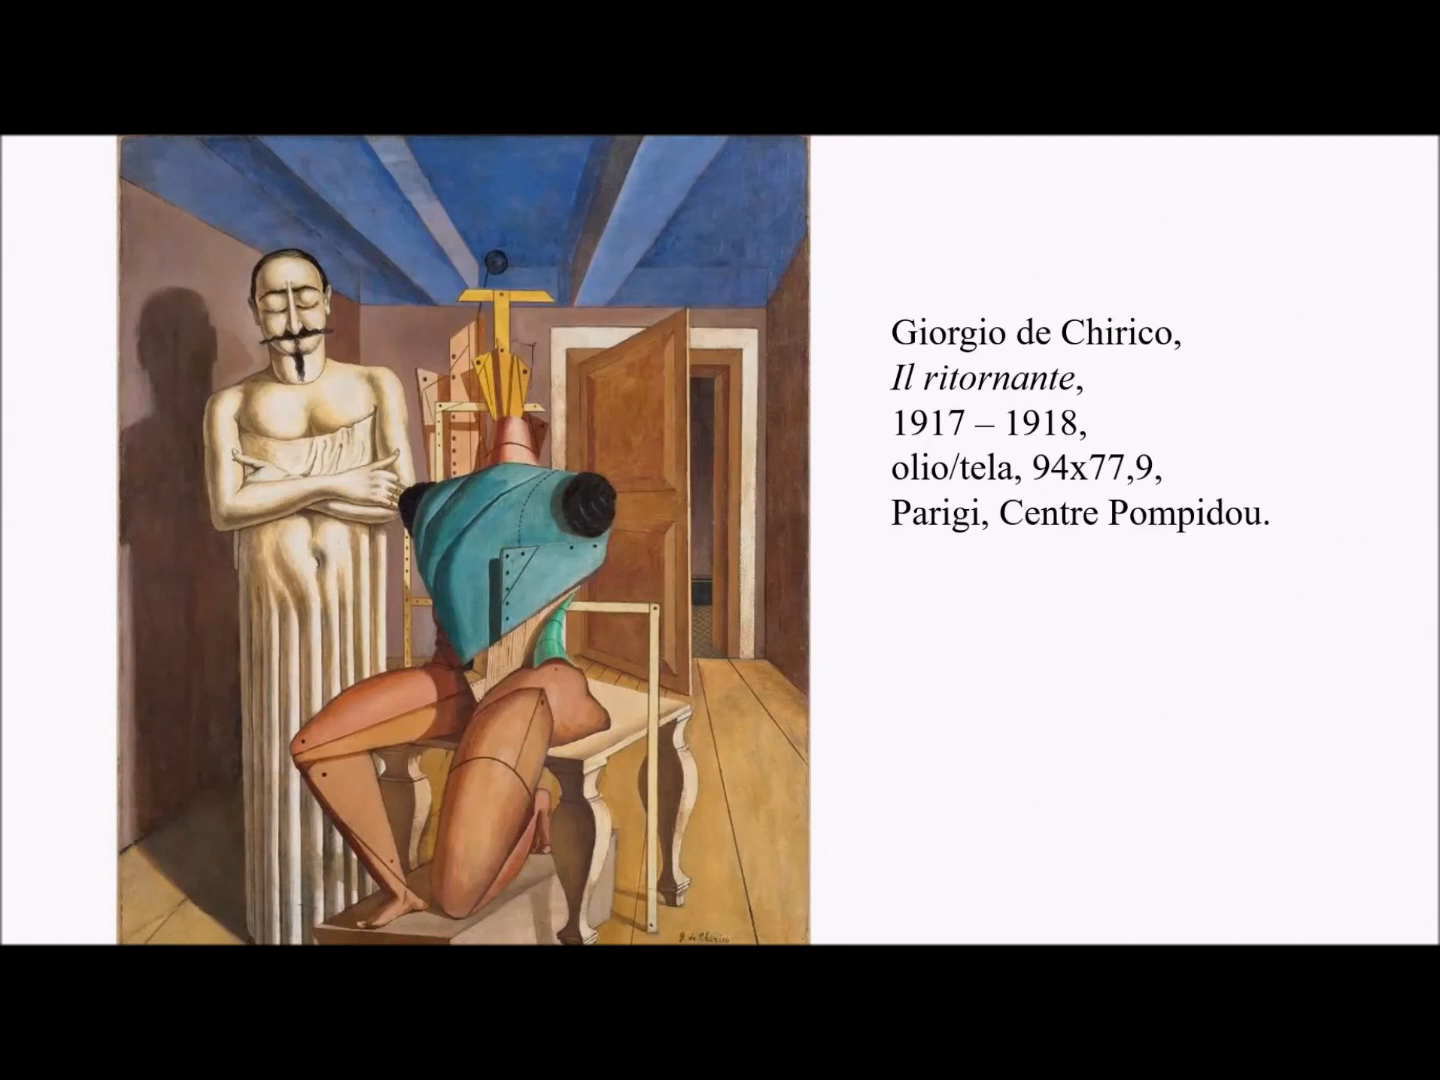 Giorgio de Chirico,
Il ritornante,
1917 – 1918,
olio/tela, 94x77,9,
Parigi, Centre Pompidou.